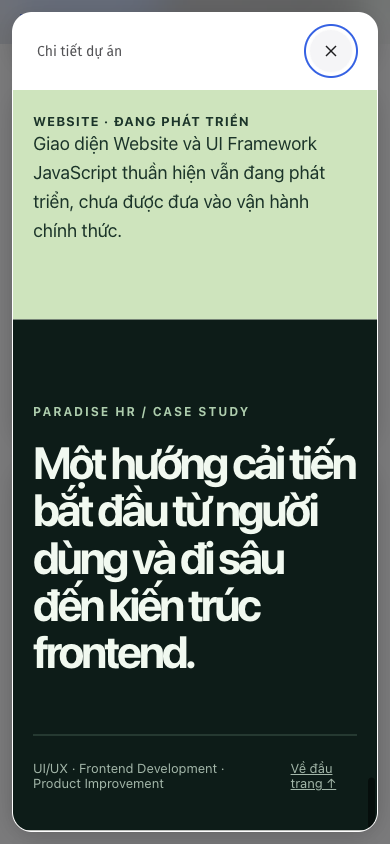 Chi tiết dự án
WEBSITE · ĐANG PHÁT TRIỂN
Giao diện Website và UI Framework
JavaScript thuần hiện vẫn đang phát
triển, chưa được đưa vào vận hành
chính thức.
PARADISE HR / CASE STUDY
Một hướng cải tiến
bắt đầu từ người
dùng và đi sâu
đến kiến trúc
frontend.
UI/UX · Frontend Development ·
Product Improvement
Về đầu
trang ↑